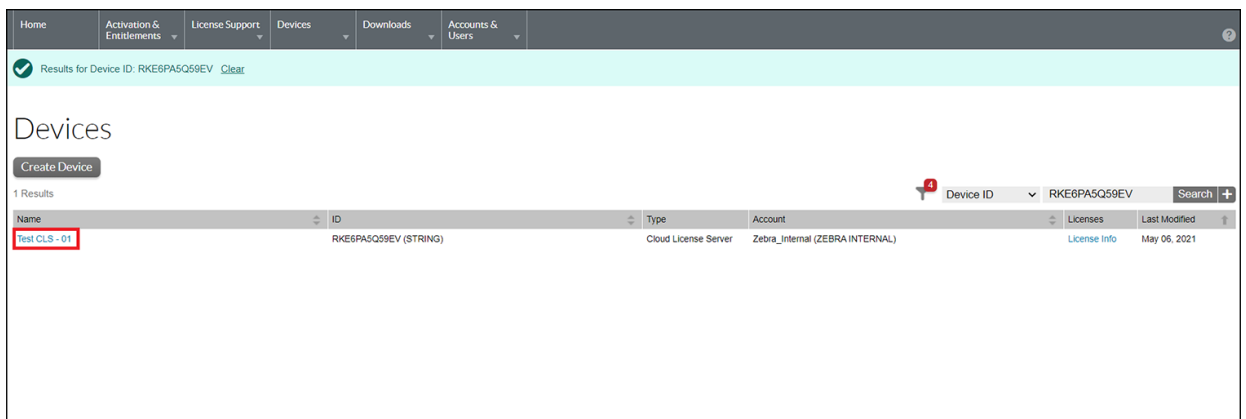 Home
Activation & Entitlements
License Support
Devices
Downloads
Accounts & Users
?
Results for Device ID: RKE6PA5Q59EV Clear
Devices
Create Device
1 Results
4 Device ID RKE6PA5Q59EV Search +
Name ID Type Account Licenses Last Modified
Test CLS - 01 RKE6PA5Q59EV (STRING) Cloud License Server Zebra_Internal (ZEBRA INTERNAL) License Info May 06, 2021